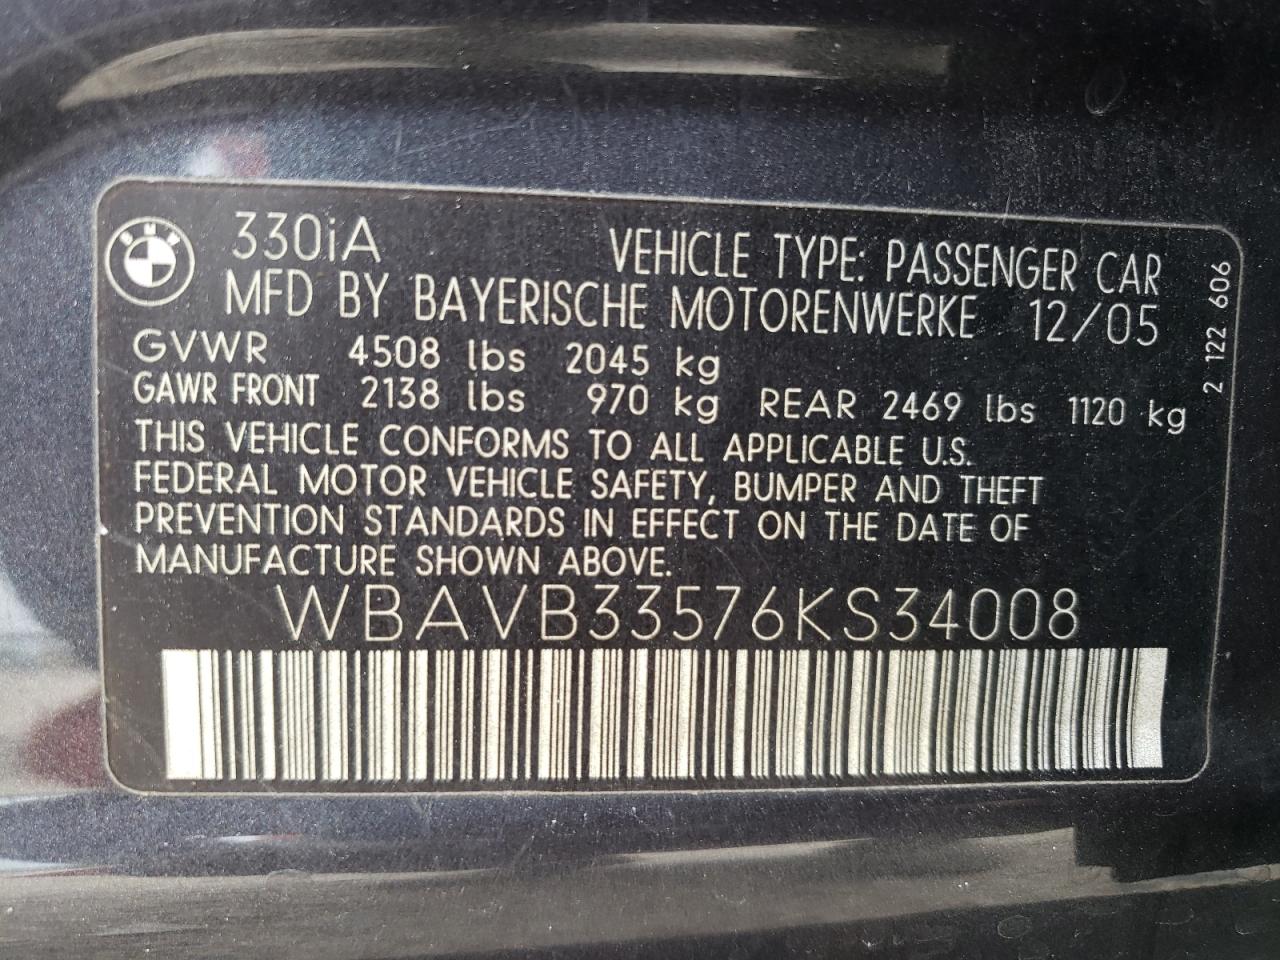 BMW
330iA
VEHICLE TYPE: PASSENGER CAR
MFD BY BAYERISCHE MOTORENWERKE 12/05
GVWR 4508 lbs 2045 kg
GAWR FRONT 2138 lbs 970 kg REAR 2469 lbs 1120 kg
THIS VEHICLE CONFORMS TO ALL APPLICABLE U.S.
FEDERAL MOTOR VEHICLE SAFETY, BUMPER AND THEFT
PREVENTION STANDARDS IN EFFECT ON THE DATE OF
MANUFACTURE SHOWN ABOVE.
WBAVB33576KS34008
2 122 606